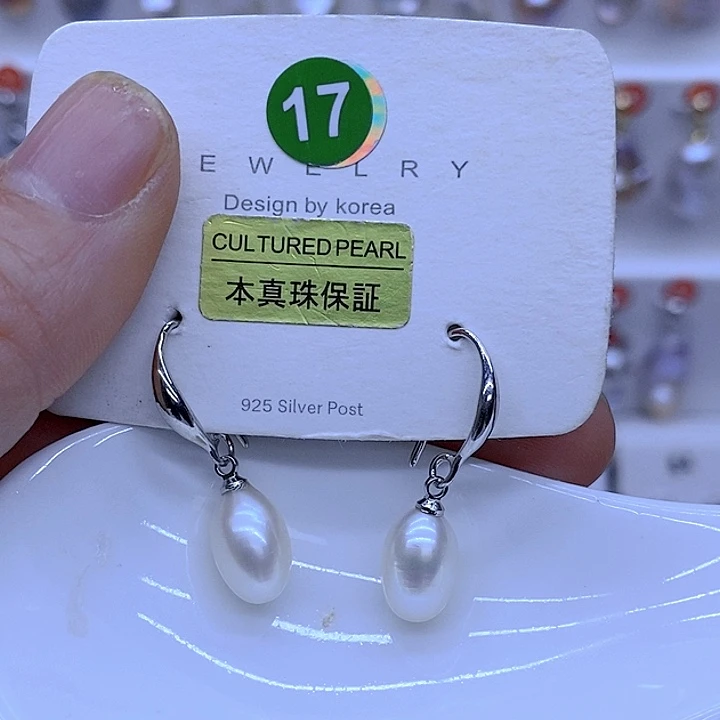 17
EWELRY
Design by korea
CULTURED PEARL
本真珠保証
925 Silver Post